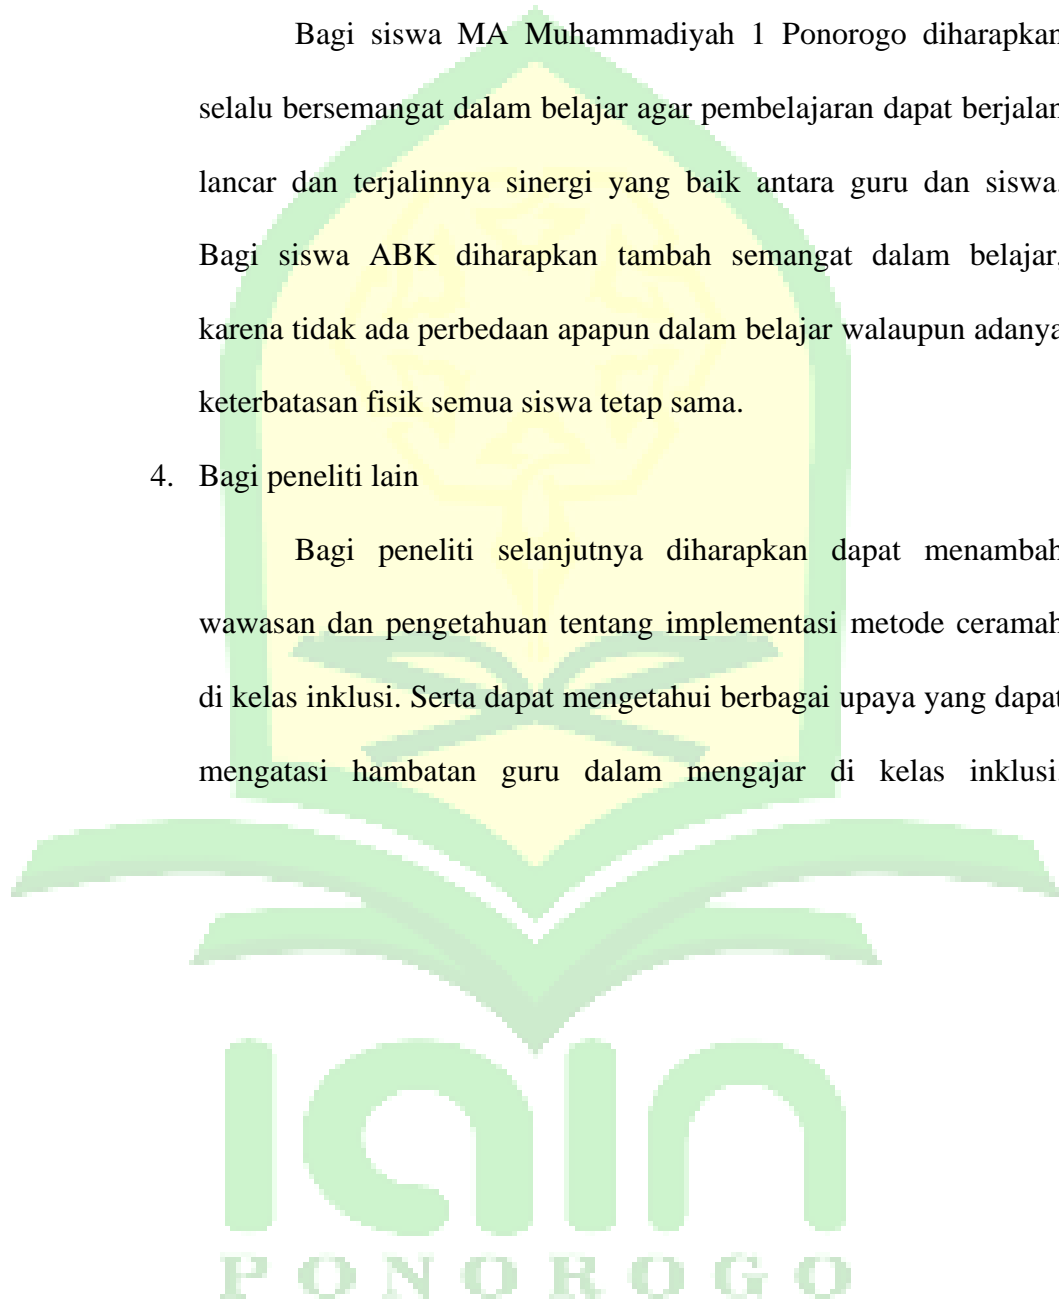 Bagi siswa MA Muhammadiyah 1 Ponorogo diharapkan
selalu bersemangat dalam belajar agar pembelajaran dapat berjalan
lancar dan terjalinnya sinergi yang baik antara guru dan siswa.
Bagi siswa ABK diharapkan tambah semangat dalam belajar.
karena tidak ada perbedaan apapun dalam belajar walaupun adanya
keterbatasan fisik semua siswa tetap sama.
4. Bagi peneliti lain
Bagi peneliti selanjutnya diharapkan dapat menambah
wawasan dan pengetahuan tentang implementasi metode ceramah
di kelas inklusi. Serta dapat mengetahui berbagai upaya yang dapat
mengatasi hambatan guru dalam mengajar di kelas inklusi.
iain
PONOROGO